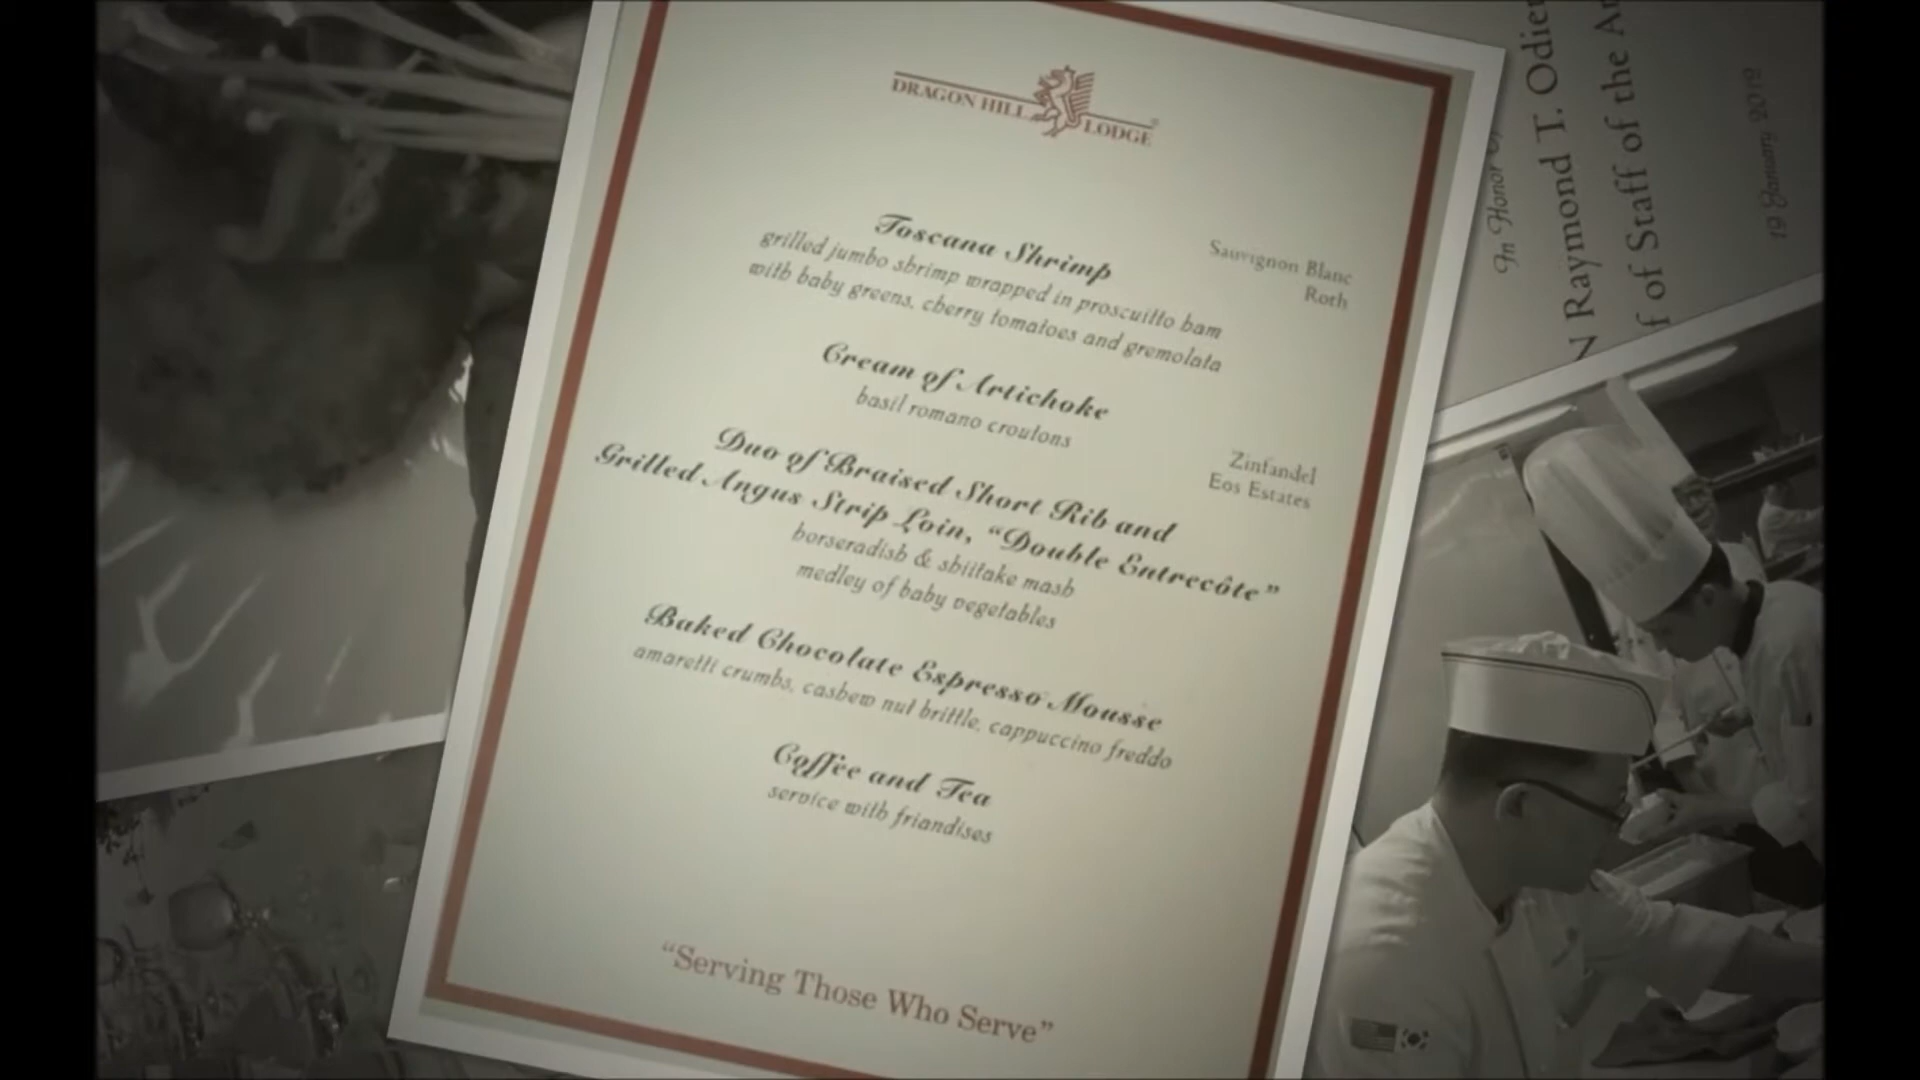 DRAGON HILL LODGE
Toscana Shrimp
grilled jumbo shrimp wrapped in proscuitto ham
with baby greens, cherry tomatoes and gremolata
Sauvignon Blanc
Roth
Cream of Artichoke
basil romano croutons
Duo of Braised Short Rib and
Grilled Angus Strip Loin, “Double Entrecôte”
horseradish & shiitake mash
medley of baby vegetables
Zinfandel
Eos Estates
Baked Chocolate Espresso Mousse
amaretti crumbs, cashew nut brittle, cappuccino freddo
Coffee and Tea
service with friandises
“Serving Those Who Serve”
In Honor
Raymond T. Odier
of Staff of the
19 January 2012